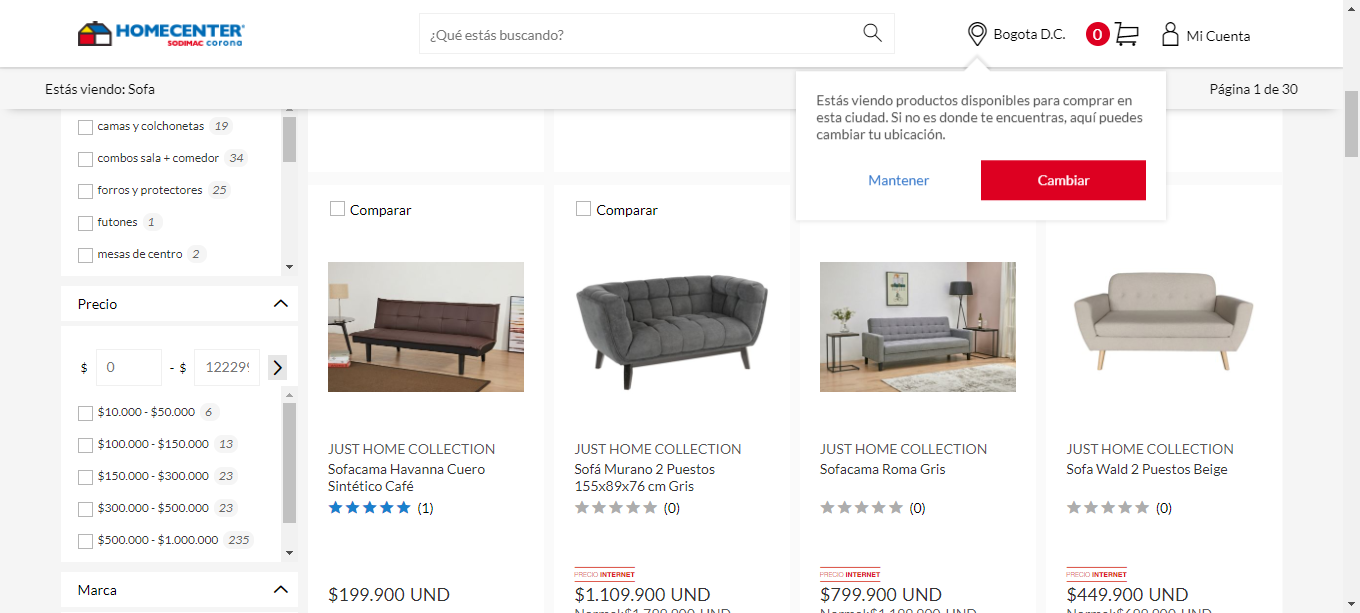 HOMECENTER
SODIMAC corona
¿Qué estás buscando?
Bogota D.C.
0
Mi Cuenta
Estás viendo: Sofa
Página 1 de 30
Estás viendo productos disponibles para comprar en
esta ciudad. Si no es donde te encuentras, aquí puedes
cambiar tu ubicación.
Mantener
Cambiar
camas y colchonetas 19
combos sala + comedor 34
forros y protectores 25
futones 1
mesas de centro 2
Precio
$ 0 - $ 12229
$10.000 - $50.000 6
$100.000 - $150.000 13
$150.000 - $300.000 23
$300.000 - $500.000 23
$500.000 - $1.000.000 235
Marca
Comparar
JUST HOME COLLECTION
Sofacama Havanna Cuero
Sintético Café
(1)
$199.900 UND
Comparar
JUST HOME COLLECTION
Sofá Murano 2 Puestos
155x89x76 cm Gris
(0)
PRECIO INTERNET
$1.109.900 UND
Normal:$1.799.900 UND
JUST HOME COLLECTION
Sofacama Roma Gris
(0)
PRECIO INTERNET
$799.900 UND
Normal:$1.199.900 UND
JUST HOME COLLECTION
Sofa Wald 2 Puestos Beige
(0)
PRECIO INTERNET
$449.900 UND
Normal:$699.900 UND